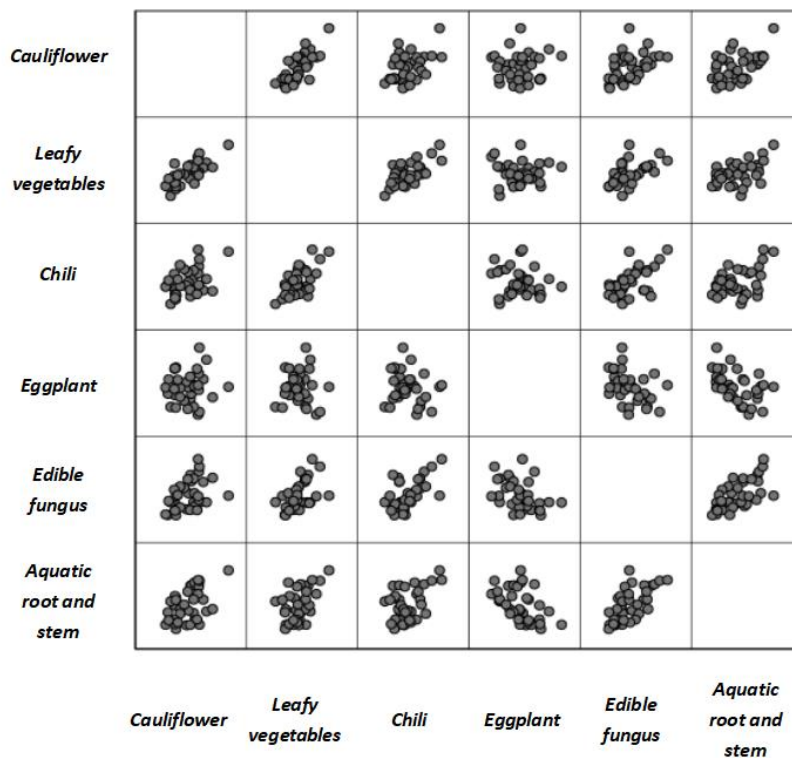 Cauliflower
Leafy
vegetables
Chili
Eggplant
Edible
fungus
Aquatic
root and
stem
Cauliflower
Leafy
vegetables
Chili
Eggplant
Edible
fungus
Aquatic
root and
stem